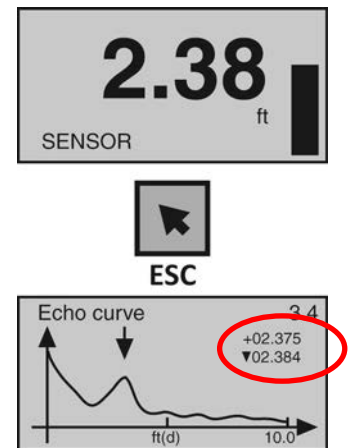 2.38
ft
SENSOR
ESC
Echo curve 3.4
+02.375
▼02.384
ft(d) 10.0